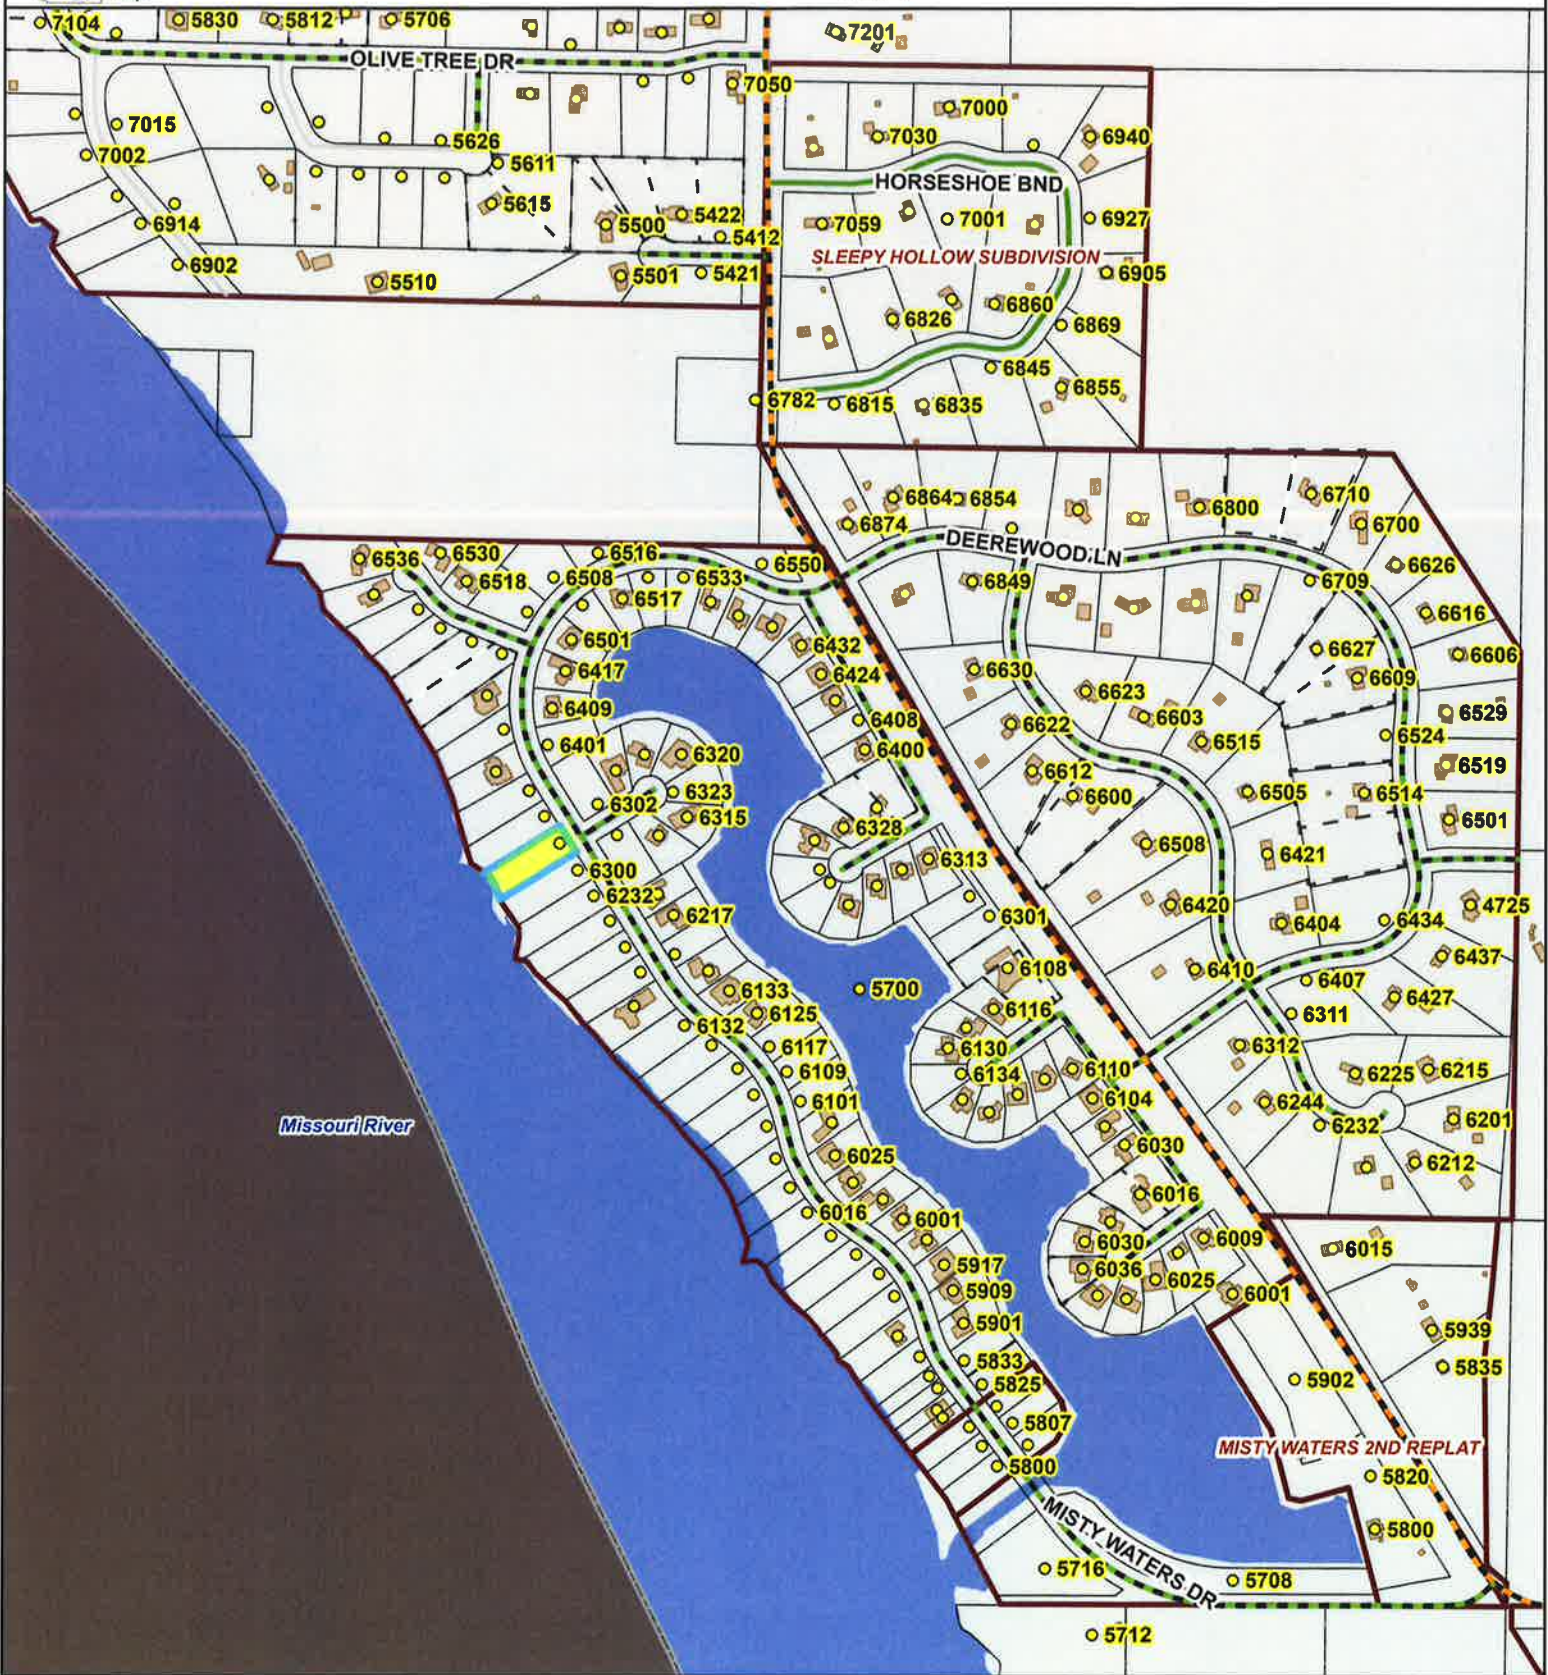 7104 5830 5812 5706 7201
OLIVE TREE DR
7050
7000
7015 7030 6940
7002 5626
5611
HORSESHOE BND
5615
6914 5500 5422 7059 7001 6927
5412
SLEEPY HOLLOW SUBDIVISION
6902 5510 5501 5421 6905
6826 6860
6869
6845
6855
6782 6815 6835
6864 6854 6800 6710
6874 6700
DEEREWOOD LN
6536 6530 6516 6550 6626
6518 6508 6533 6849 6709
6517 6616
6501 6432 6627 6606
6417 6424 6630 6609
6409 6623 6529
6408 6622 6603 6524
6401 6320 6400 6515
6612 6519
6302 6323 6600 6505 6514
6315 6328 6501
6508 6421
6300 6313
6232 6217 6301 6420 6404 6434 4725
6108 6410 6437
5700 6407
6133 6116 6427
6132 6125 6311
6117 6130 6312
6109 6134 6110 6225 6215
6101 6104 6244
Missouri River
6232 6201
6025 6030 6212
6016 6001 6016
6030 6009 6015
5917 6036 6025
5909 6001
5901 5939
5833 5835
5825 5902
5807
MISTY WATERS 2ND REPLAT
5800 5820
MISTY WATERS DR
5800
5716 5708
5712